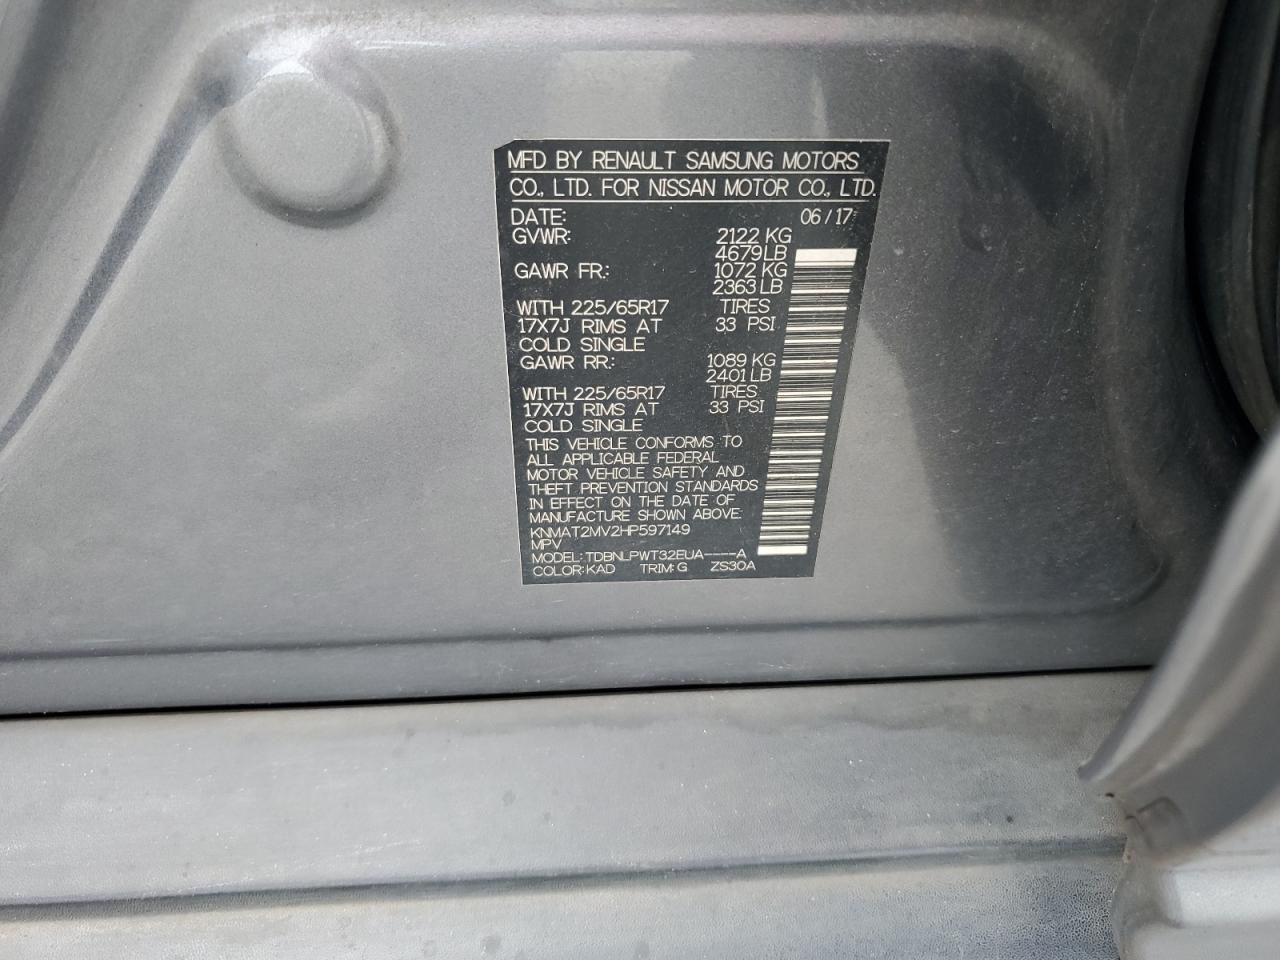 MFD BY RENAULT SAMSUNG MOTORS
CO., LTD. FOR NISSAN MOTOR CO., LTD.
DATE: 06/17
GVWR: 2122 KG
4679LB
GAWR FR.: 1072 KG
2363LB
WITH 225/65R17 TIRES
17X7J RIMS AT 33 PSI
COLD SINGLE
GAWR RR.: 1089 KG
2401LB
WITH 225/65R17 TIRES
17X7J RIMS AT 33 PSI
COLD SINGLE
THIS VEHICLE CONFORMS TO
ALL APPLICABLE FEDERAL
MOTOR VEHICLE SAFETY AND
THEFT PREVENTION STANDARDS
IN EFFECT ON THE DATE OF
MANUFACTURE SHOWN ABOVE.
KNMAT2MV2HP597149
MPV
MODEL:TDBNLPWT32EUA----A
COLOR:KAD TRIM:G ZS30A